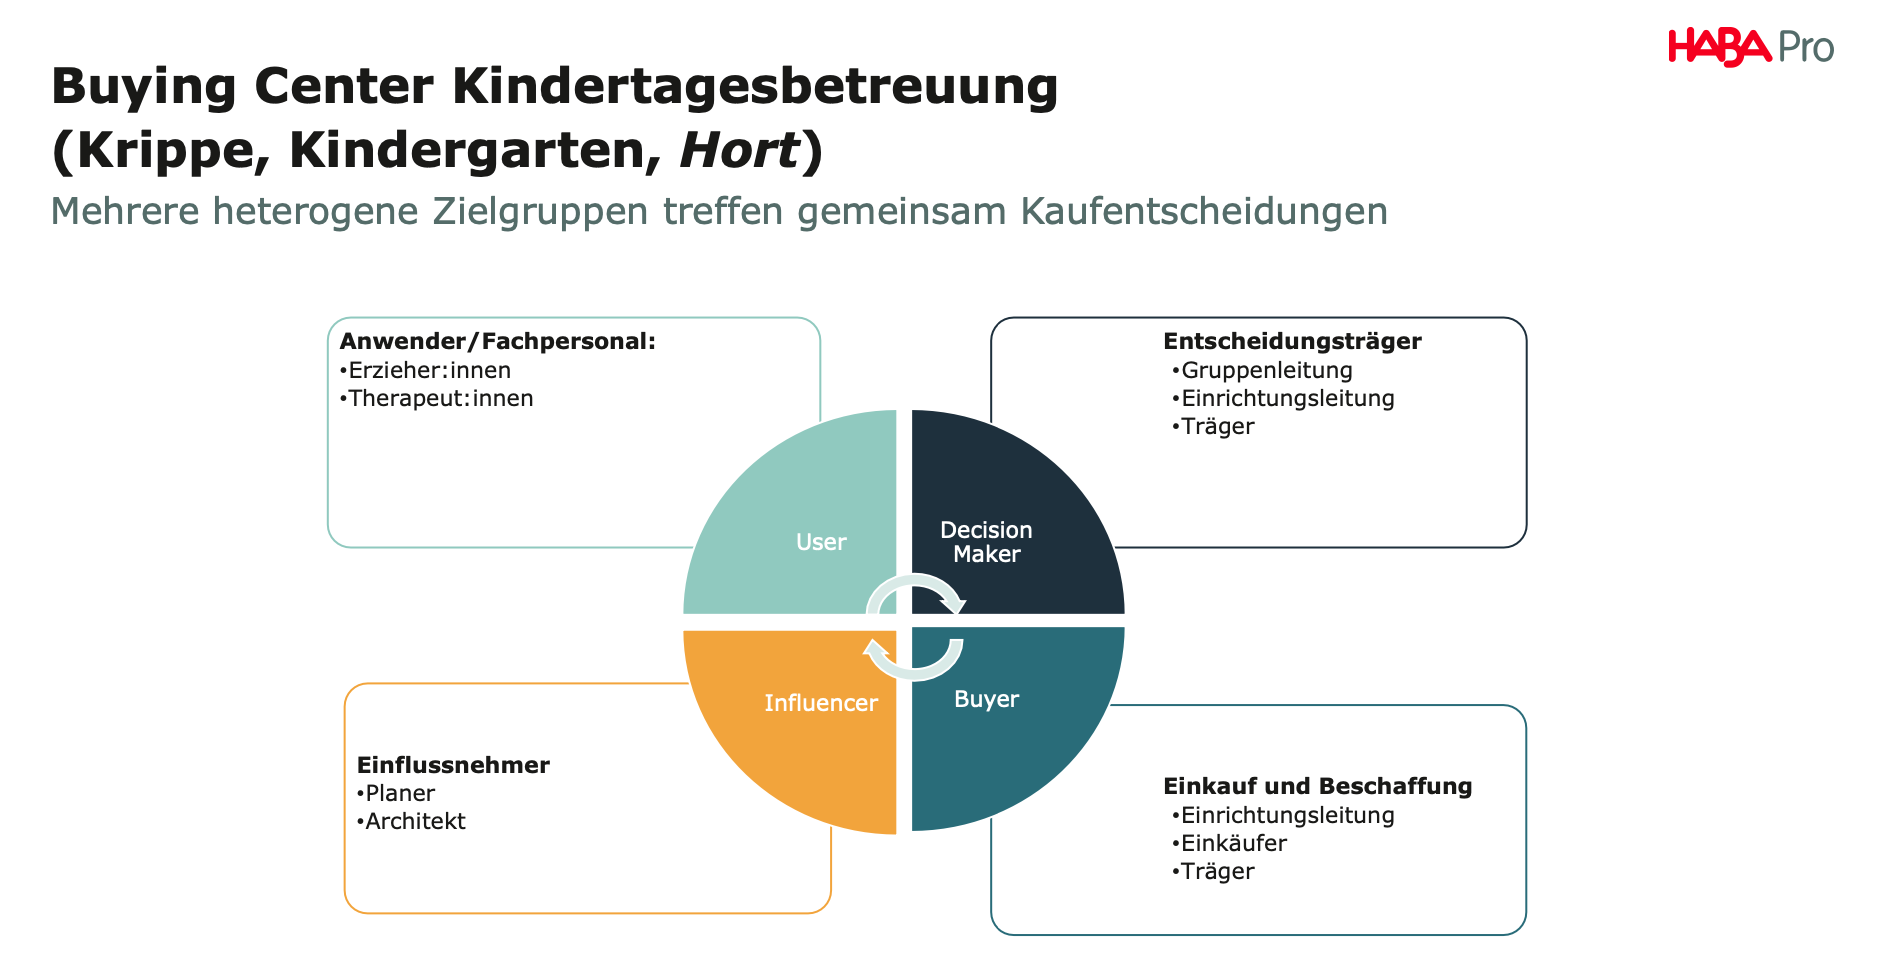 HABA Pro
Buying Center Kindertagesbetreuung
(Krippe, Kindergarten, Hort)
Mehrere heterogene Zielgruppen treffen gemeinsam Kaufentscheidungen
Anwender/Fachpersonal:
•Erzieher:innen
•Therapeut:innen
Entscheidungsträger
•Gruppenleitung
•Einrichtungsleitung
•Träger
User
Decision
Maker
Influencer
Buyer
Einflussnehmer
•Planer
•Architekt
Einkauf und Beschaffung
•Einrichtungsleitung
•Einkäufer
•Träger